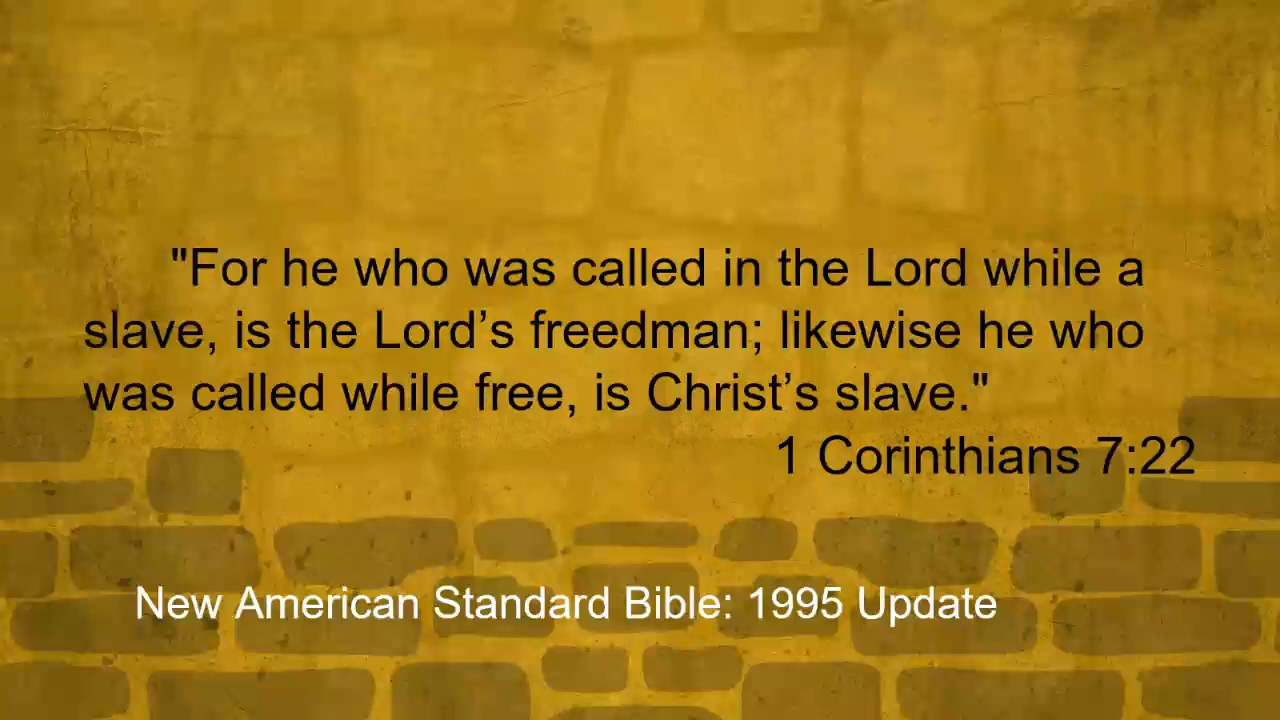 "For he who was called in the Lord while a
slave, is the Lord’s freedman; likewise he who
was called while free, is Christ’s slave."
1 Corinthians 7:22
New American Standard Bible: 1995 Update